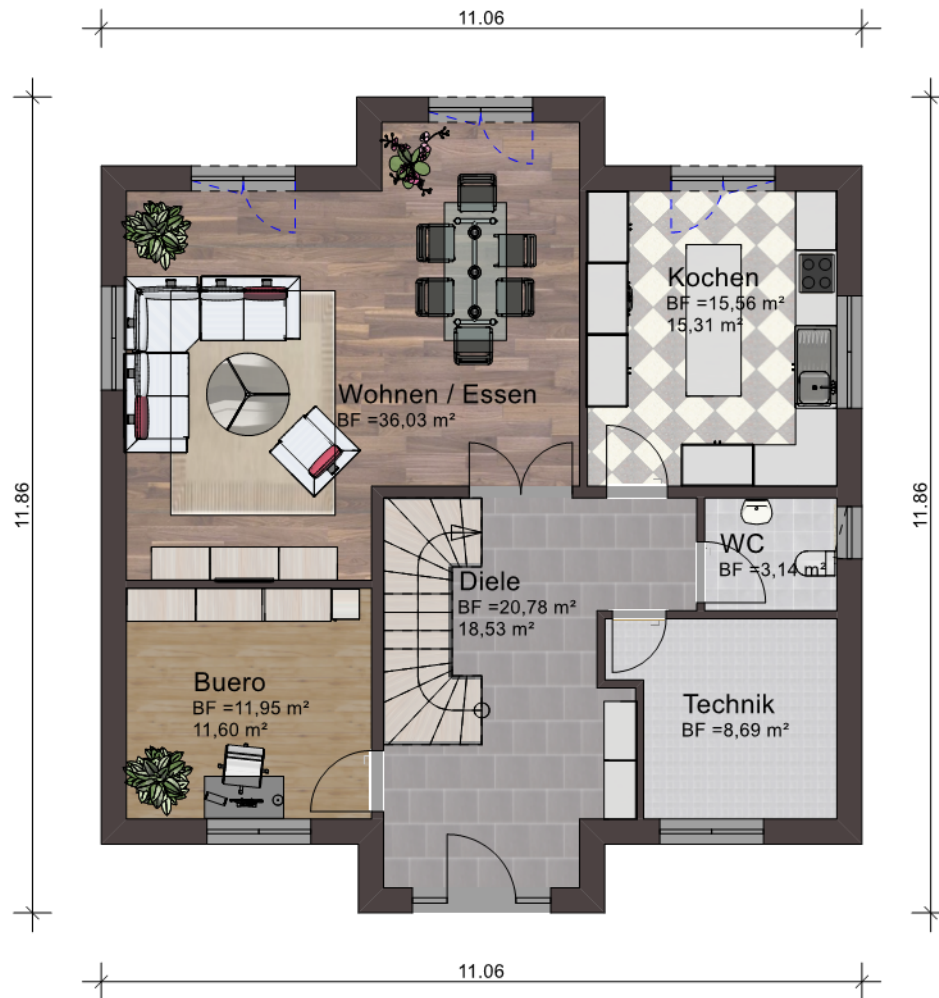 11.06
11.86
11.86
Kochen
BF =15,56 m²
15,31 m²
Wohnen / Essen
BF =36,03 m²
WC
BF =3,14 m²
Diele
BF =20,78 m²
18,53 m²
Buero
BF =11,95 m²
11,60 m²
Technik
BF =8,69 m²
11.06